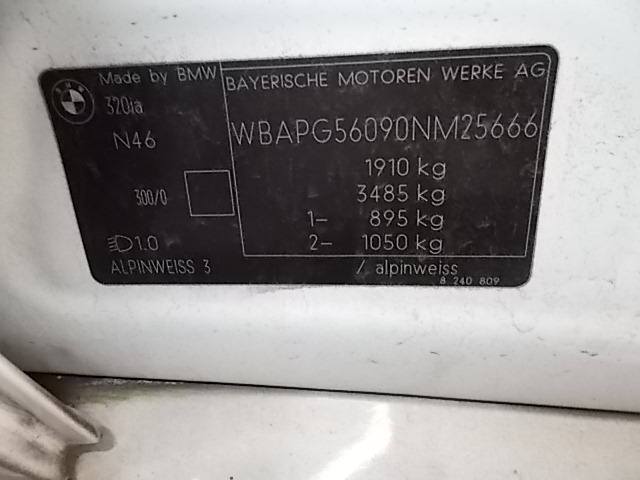 Made by BMW
320ia
N46
300/0
1.0
ALPINWEISS 3
BAYERISCHE MOTOREN WERKE AG
WBAPG56090NM25666
1910 kg
3485 kg
1- 895 kg
2- 1050 kg
/ alpinweiss
8 240 809